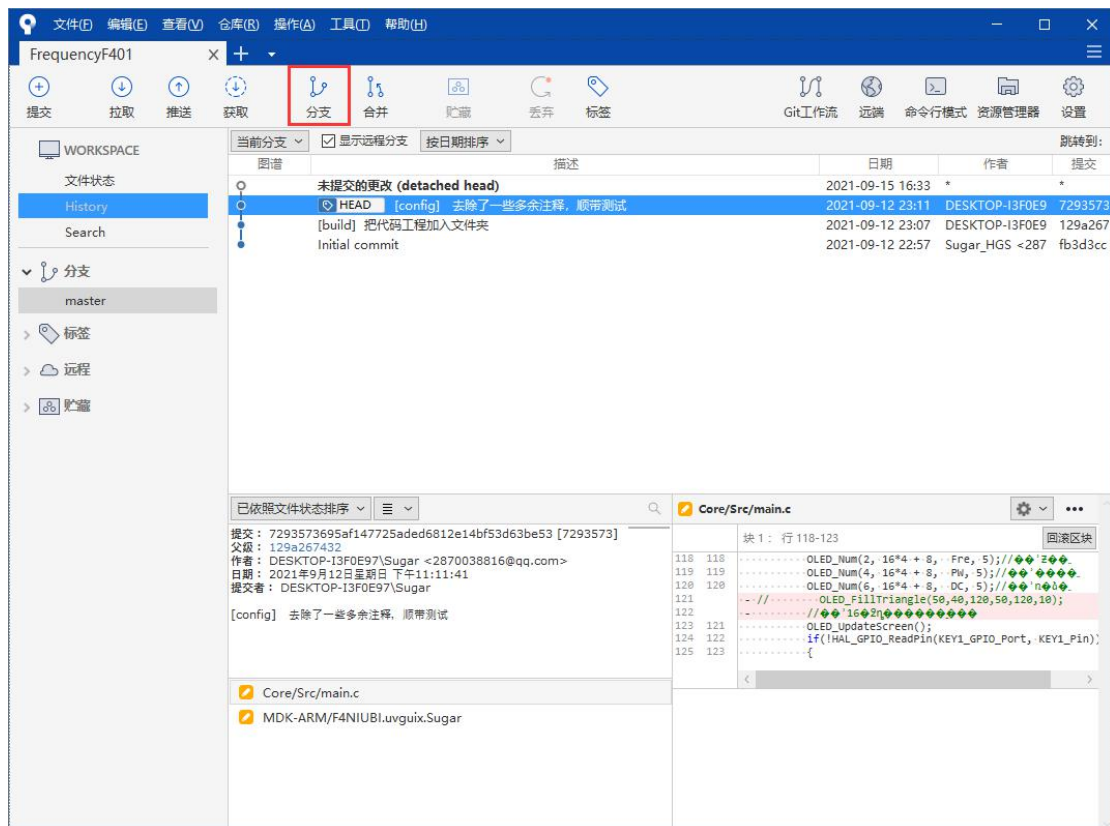 文件(F) 编辑(E) 查看(V) 仓库(R) 操作(A) 工具(T) 帮助(H)
FrequencyF401
提交 拉取 推送 获取 分支 合并 贮藏 丢弃 标签 Git工作流 远端 命令行模式 资源管理器 设置
WORKSPACE
文件状态
History
Search
分支
master
标签
远程
贮藏
当前分支 显示远程分支 按日期排序 跳转到:
图谱 描述 日期 作者 提交
未提交的更改 (detached head) 2021-09-15 16:33 * *
HEAD [config] 去除了一些多余注释，顺带测试 2021-09-12 23:11 DESKTOP-I3F0E9 7293573
[build] 把代码工程加入文件夹 2021-09-12 23:07 DESKTOP-I3F0E9 129a267
Initial commit 2021-09-12 22:57 Sugar_HGS <287 fb3d3cc
已依照文件状态排序
提交： 7293573695af147725aded6812e14bf53d63be53 [7293573]
父级： 129a267432
作者： DESKTOP-I3F0E97\Sugar <2870038816@qq.com>
日期： 2021年9月12日星期日 下午11:11:41
提交者： DESKTOP-I3F0E97\Sugar
[config] 去除了一些多余注释，顺带测试
Core/Src/main.c
MDK-ARM/F4NIUBI.uvguix.Sugar
Core/Src/main.c
块 1： 行 118-123 回滚区块
118 118 OLED_Num(2, 16*4 + 8, Fre, 5);//
119 119 OLED_Num(4, 16*4 + 8, PW, 5);//
120 120 OLED_Num(6, 16*4 + 8, DC, 5);//
121 - // OLED_FillTriangle(50,40,120,50,120,10);
122 - //
123 121 OLED_UpdateScreen();
124 122 if(!HAL_GPIO_ReadPin(KEY1_GPIO_Port, KEY1_Pin))
125 123 {